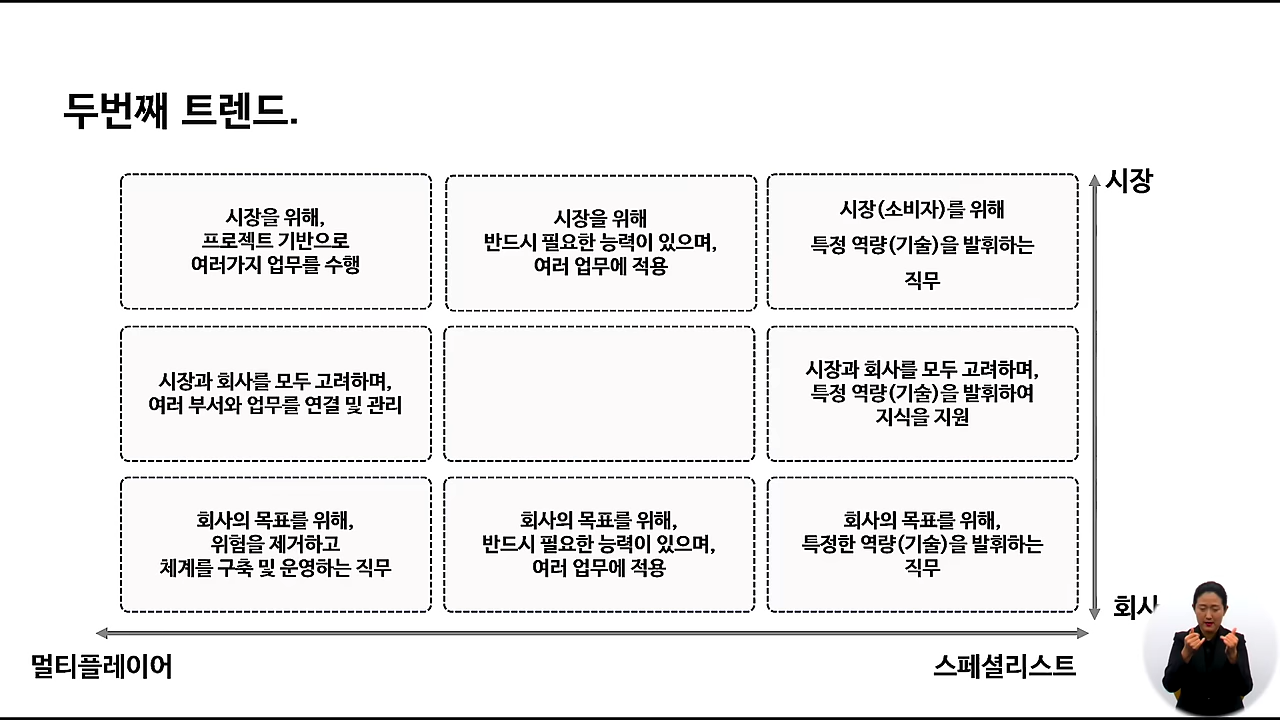 두번째 트렌드.
시장
시장을 위해,
프로젝트 기반으로
여러가지 업무를 수행
시장을 위해
반드시 필요한 능력이 있으며,
여러 업무에 적용
시장(소비자)를 위해
특정 역량(기술)을 발휘하는
직무
시장과 회사를 모두 고려하며,
여러 부서와 업무를 연결 및 관리
시장과 회사를 모두 고려하며,
특정 역량(기술)을 발휘하여
지식을 지원
회사의 목표를 위해,
위험을 제거하고
체계를 구축 및 운영하는 직무
회사의 목표를 위해,
반드시 필요한 능력이 있으며,
여러 업무에 적용
회사의 목표를 위해,
특정한 역량(기술)을 발휘하는
직무
회사
멀티플레이어
스페셜리스트